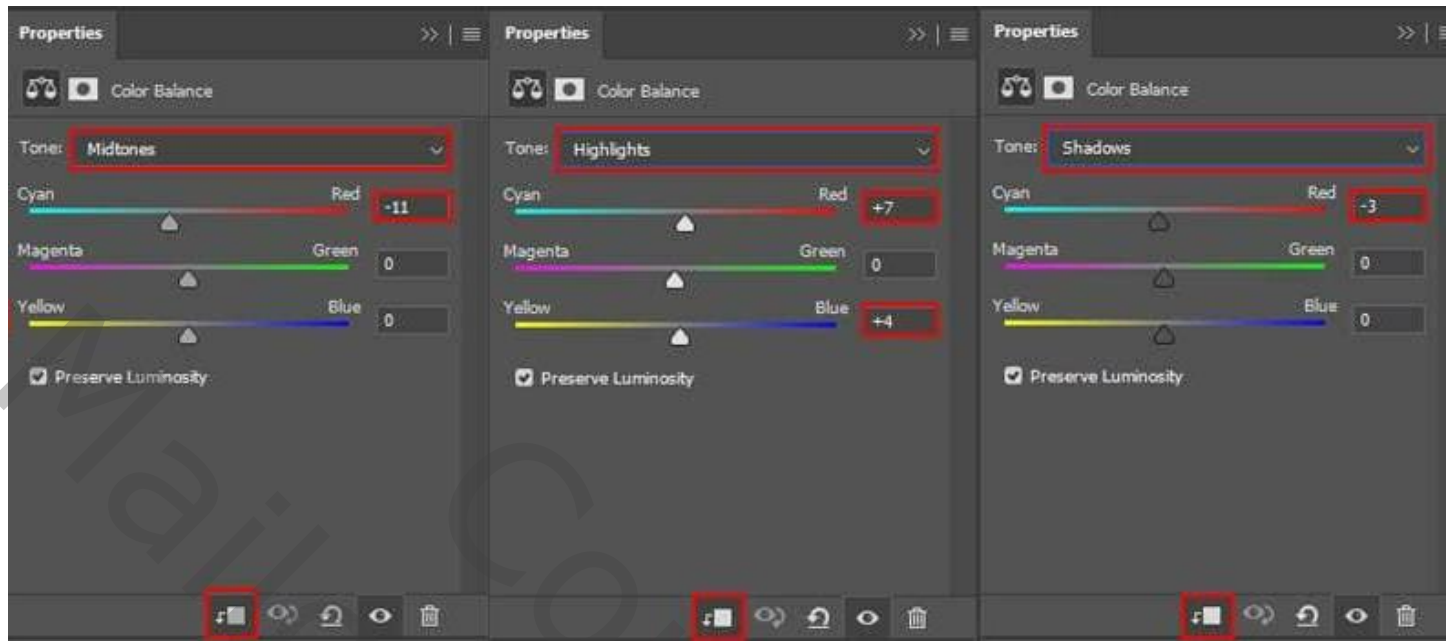 Properties
Color Balance
Tone: Midtones
Cyan Red -11
Magenta Green 0
Yellow Blue 0
Preserve Luminosity
Properties
Color Balance
Tone: Highlights
Cyan Red +7
Magenta Green 0
Yellow Blue +4
Preserve Luminosity
Properties
Color Balance
Tone: Shadows
Cyan Red -3
Magenta Green 0
Yellow Blue 0
Preserve Luminosity